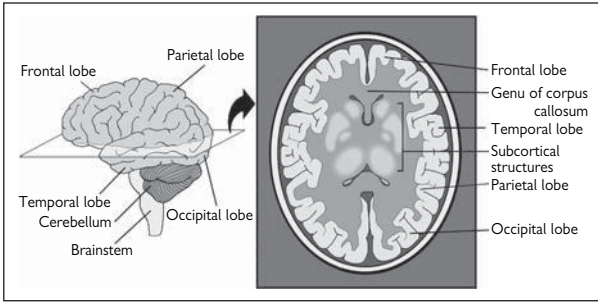 Parietal lobe
Frontal lobe
Temporal lobe
Cerebellum
Brainstem
Occipital lobe
Frontal lobe
Genu of corpus
callosum
Temporal lobe
Subcortical
structures
Parietal lobe
Occipital lobe